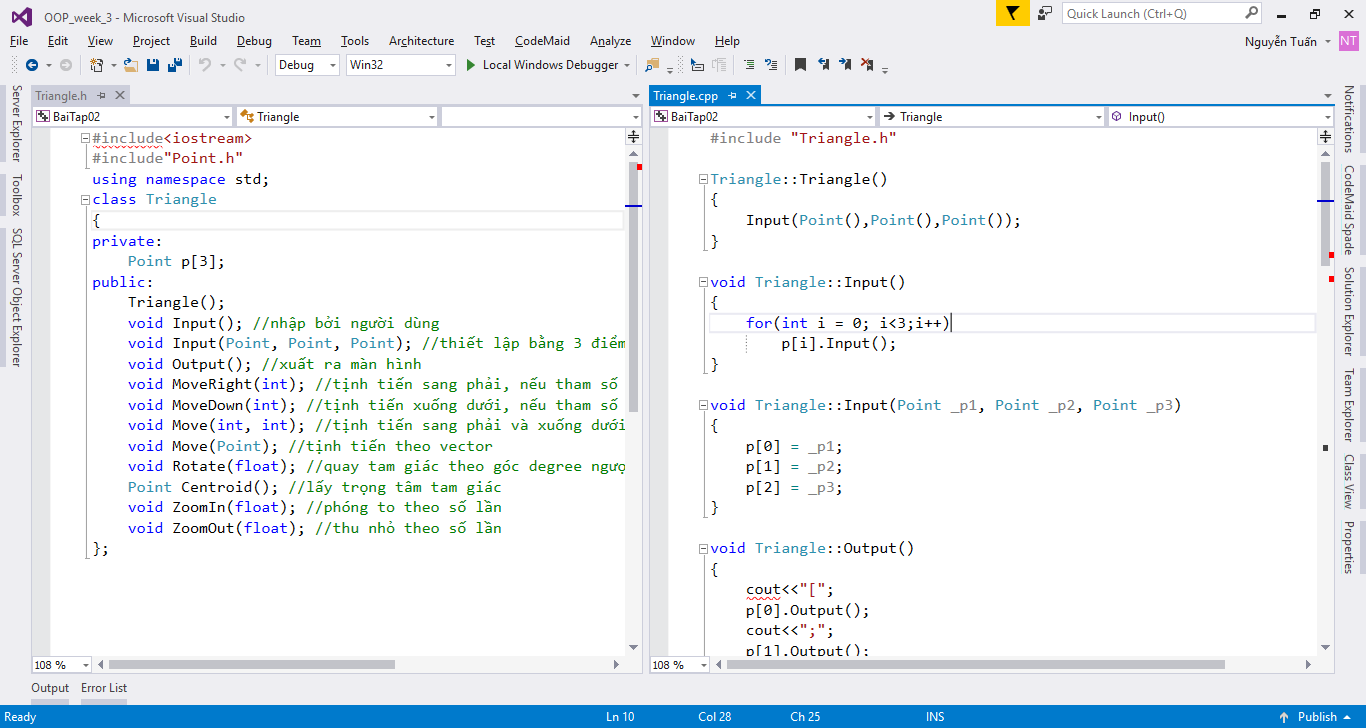 OOP_week_3 - Microsoft Visual Studio
Quick Launch (Ctrl+Q)
File Edit View Project Build Debug Team Tools Architecture Test CodeMaid Analyze Window Help
Nguyễn Tuấn NT
Debug Win32 Local Windows Debugger
Server Explorer
Toolbox
SQL Server Object Explorer
Triangle.h
BaiTap02 Triangle
#include<iostream>
#include"Point.h"
using namespace std;
class Triangle
{
private:
Point p[3];
public:
Triangle();
void Input(); //nhập bởi người dùng
void Input(Point, Point, Point); //thiết lập bằng 3 điểm
void Output(); //xuất ra màn hình
void MoveRight(int); //tịnh tiến sang phải, nếu tham số
void MoveDown(int); //tịnh tiến xuống dưới, nếu tham số
void Move(int, int); //tịnh tiến sang phải và xuống dưới
void Move(Point); //tịnh tiến theo vector
void Rotate(float); //quay tam giác theo góc degree ngượ
Point Centroid(); //lấy trọng tâm tam giác
void ZoomIn(float); //phóng to theo số lần
void ZoomOut(float); //thu nhỏ theo số lần
};
108 %
Triangle.cpp
BaiTap02 Triangle Input()
#include "Triangle.h"
Triangle::Triangle()
{
Input(Point(),Point(),Point());
}
void Triangle::Input()
{
for(int i = 0; i<3;i++)
p[i].Input();
}
void Triangle::Input(Point _p1, Point _p2, Point _p3)
{
p[0] = _p1;
p[1] = _p2;
p[2] = _p3;
}
void Triangle::Output()
{
cout<<"[";
p[0].Output();
cout<<";";
p[1].Output();
108 %
Notifications
CodeMaid Spade
Solution Explorer
Team Explorer
Class View
Properties
Output Error List
Ready Ln 10 Col 28 Ch 25 INS Publish